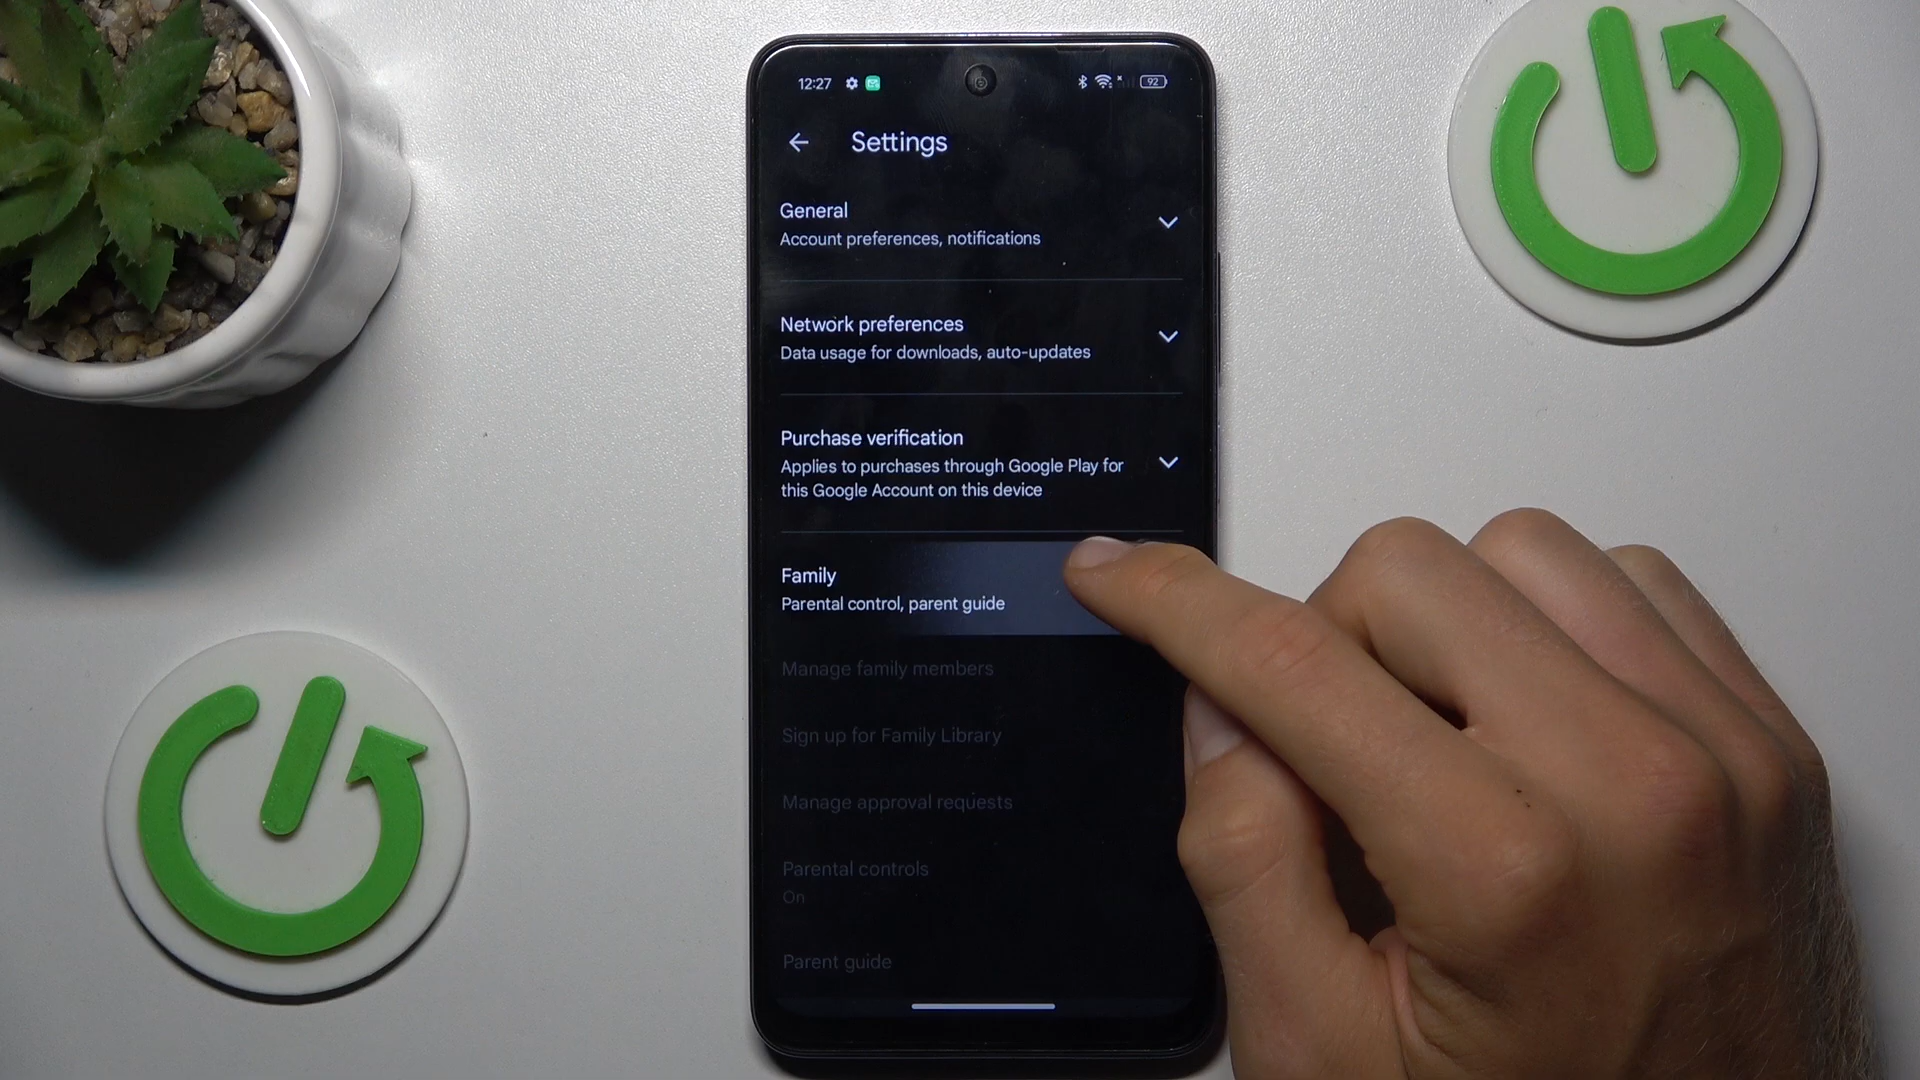 12:27
92
Settings
General
Account preferences, notifications
Network preferences
Data usage for downloads, auto-updates
Purchase verification
Applies to purchases through Google Play for
this Google Account on this device
Family
Parental control, parent guide
Manage family members
Sign up for Family Library
Manage approval requests
Parental controls
On
Parent guide